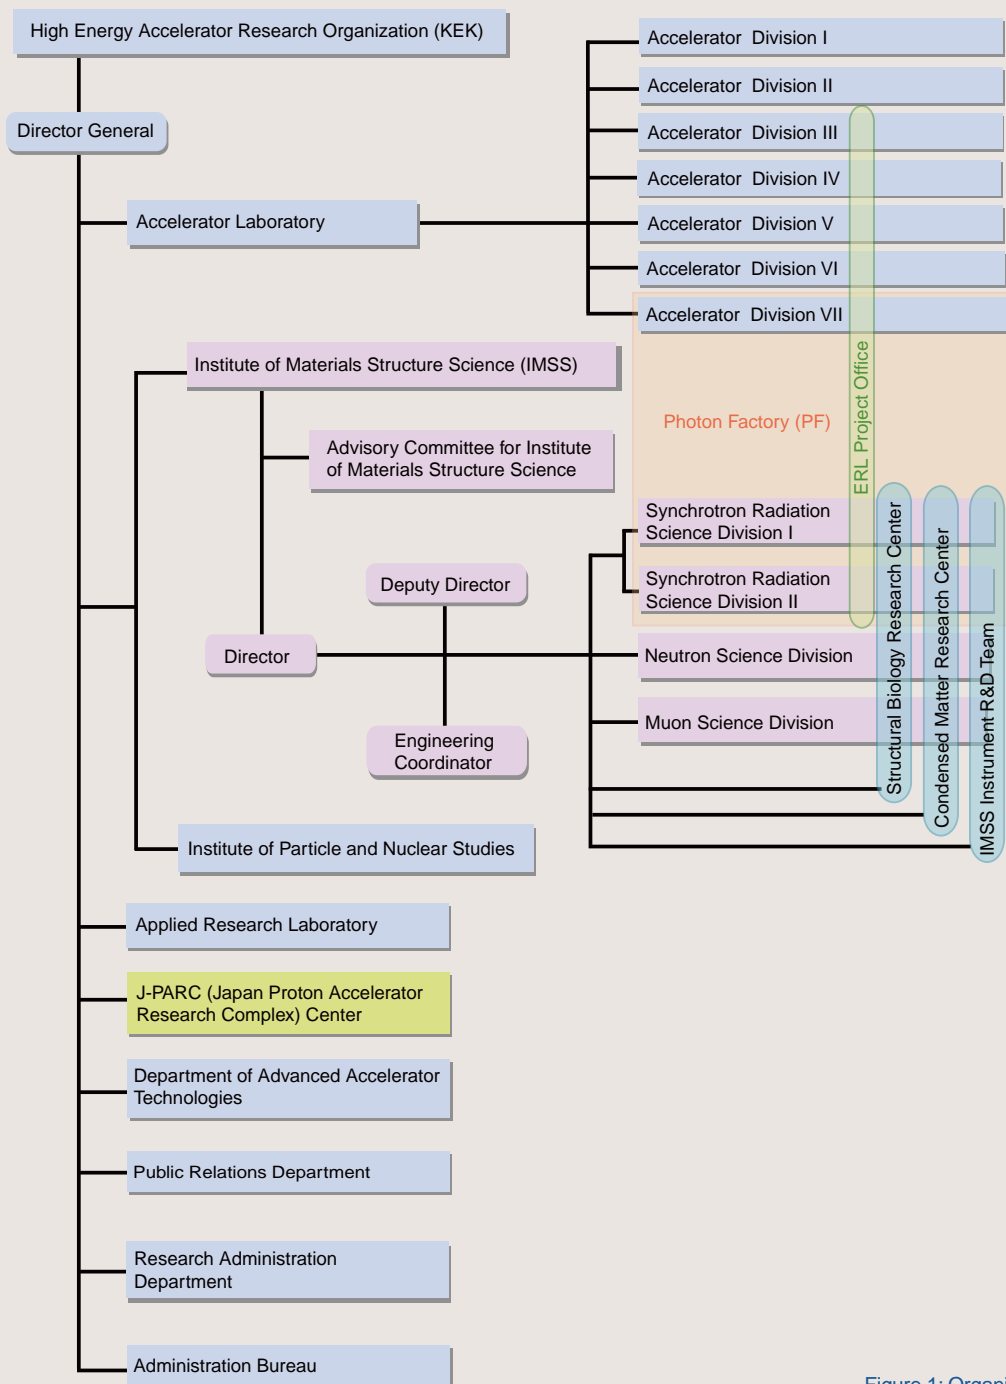 High Energy Accelerator Research Organization (KEK)
Director General
Accelerator Laboratory
Accelerator Division I
Accelerator Division II
Accelerator Division III
Accelerator Division IV
Accelerator Division V
Accelerator Division VI
Accelerator Division VII
Institute of Materials Structure Science (IMSS)
Advisory Committee for Institute
of Materials Structure Science
Photon Factory (PF)
ERL Project Office
Synchrotron Radiation
Science Division I
Synchrotron Radiation
Science Division II
Deputy Director
Director
Engineering
Coordinator
Neutron Science Division
Muon Science Division
Structural Biology Research Center
Condensed Matter Research Center
IMSS Instrument R&D Team
Institute of Particle and Nuclear Studies
Applied Research Laboratory
J-PARC (Japan Proton Accelerator
Research Complex) Center
Department of Advanced Accelerator
Technologies
Public Relations Department
Research Administration
Department
Administration Bureau
Figure 1: